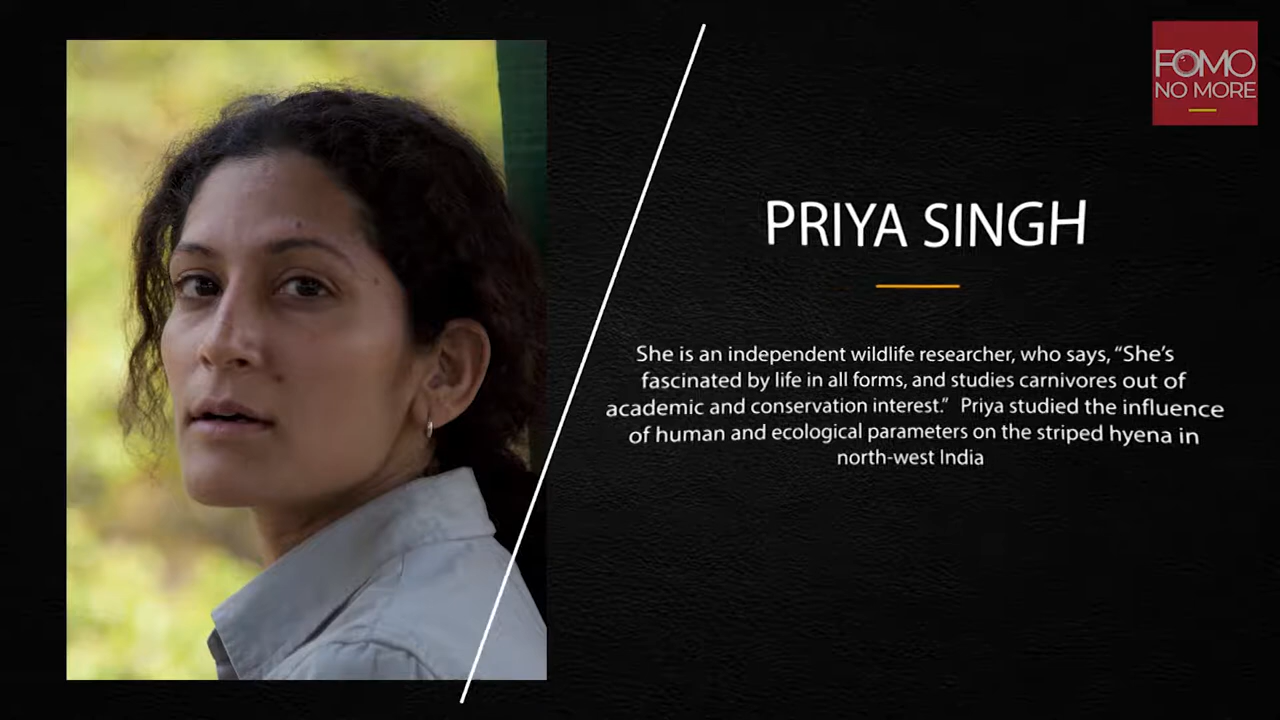 FOMO
NO MORE
PRIYA SINGH
She is an independent wildlife researcher, who says, “She’s
fascinated by life in all forms, and studies carnivores out of
academic and conservation interest.” Priya studied the influence
of human and ecological parameters on the striped hyena in
north-west India